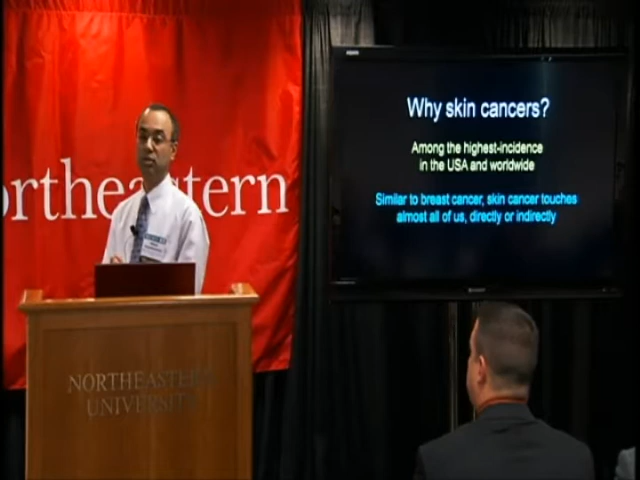 Why skin cancers?
Among the highest-incidence
in the USA and worldwide
Similar to breast cancer, skin cancer touches
almost all of us, directly or indirectly
ortheastern
NORTHEASTERN
UNIVERSITY